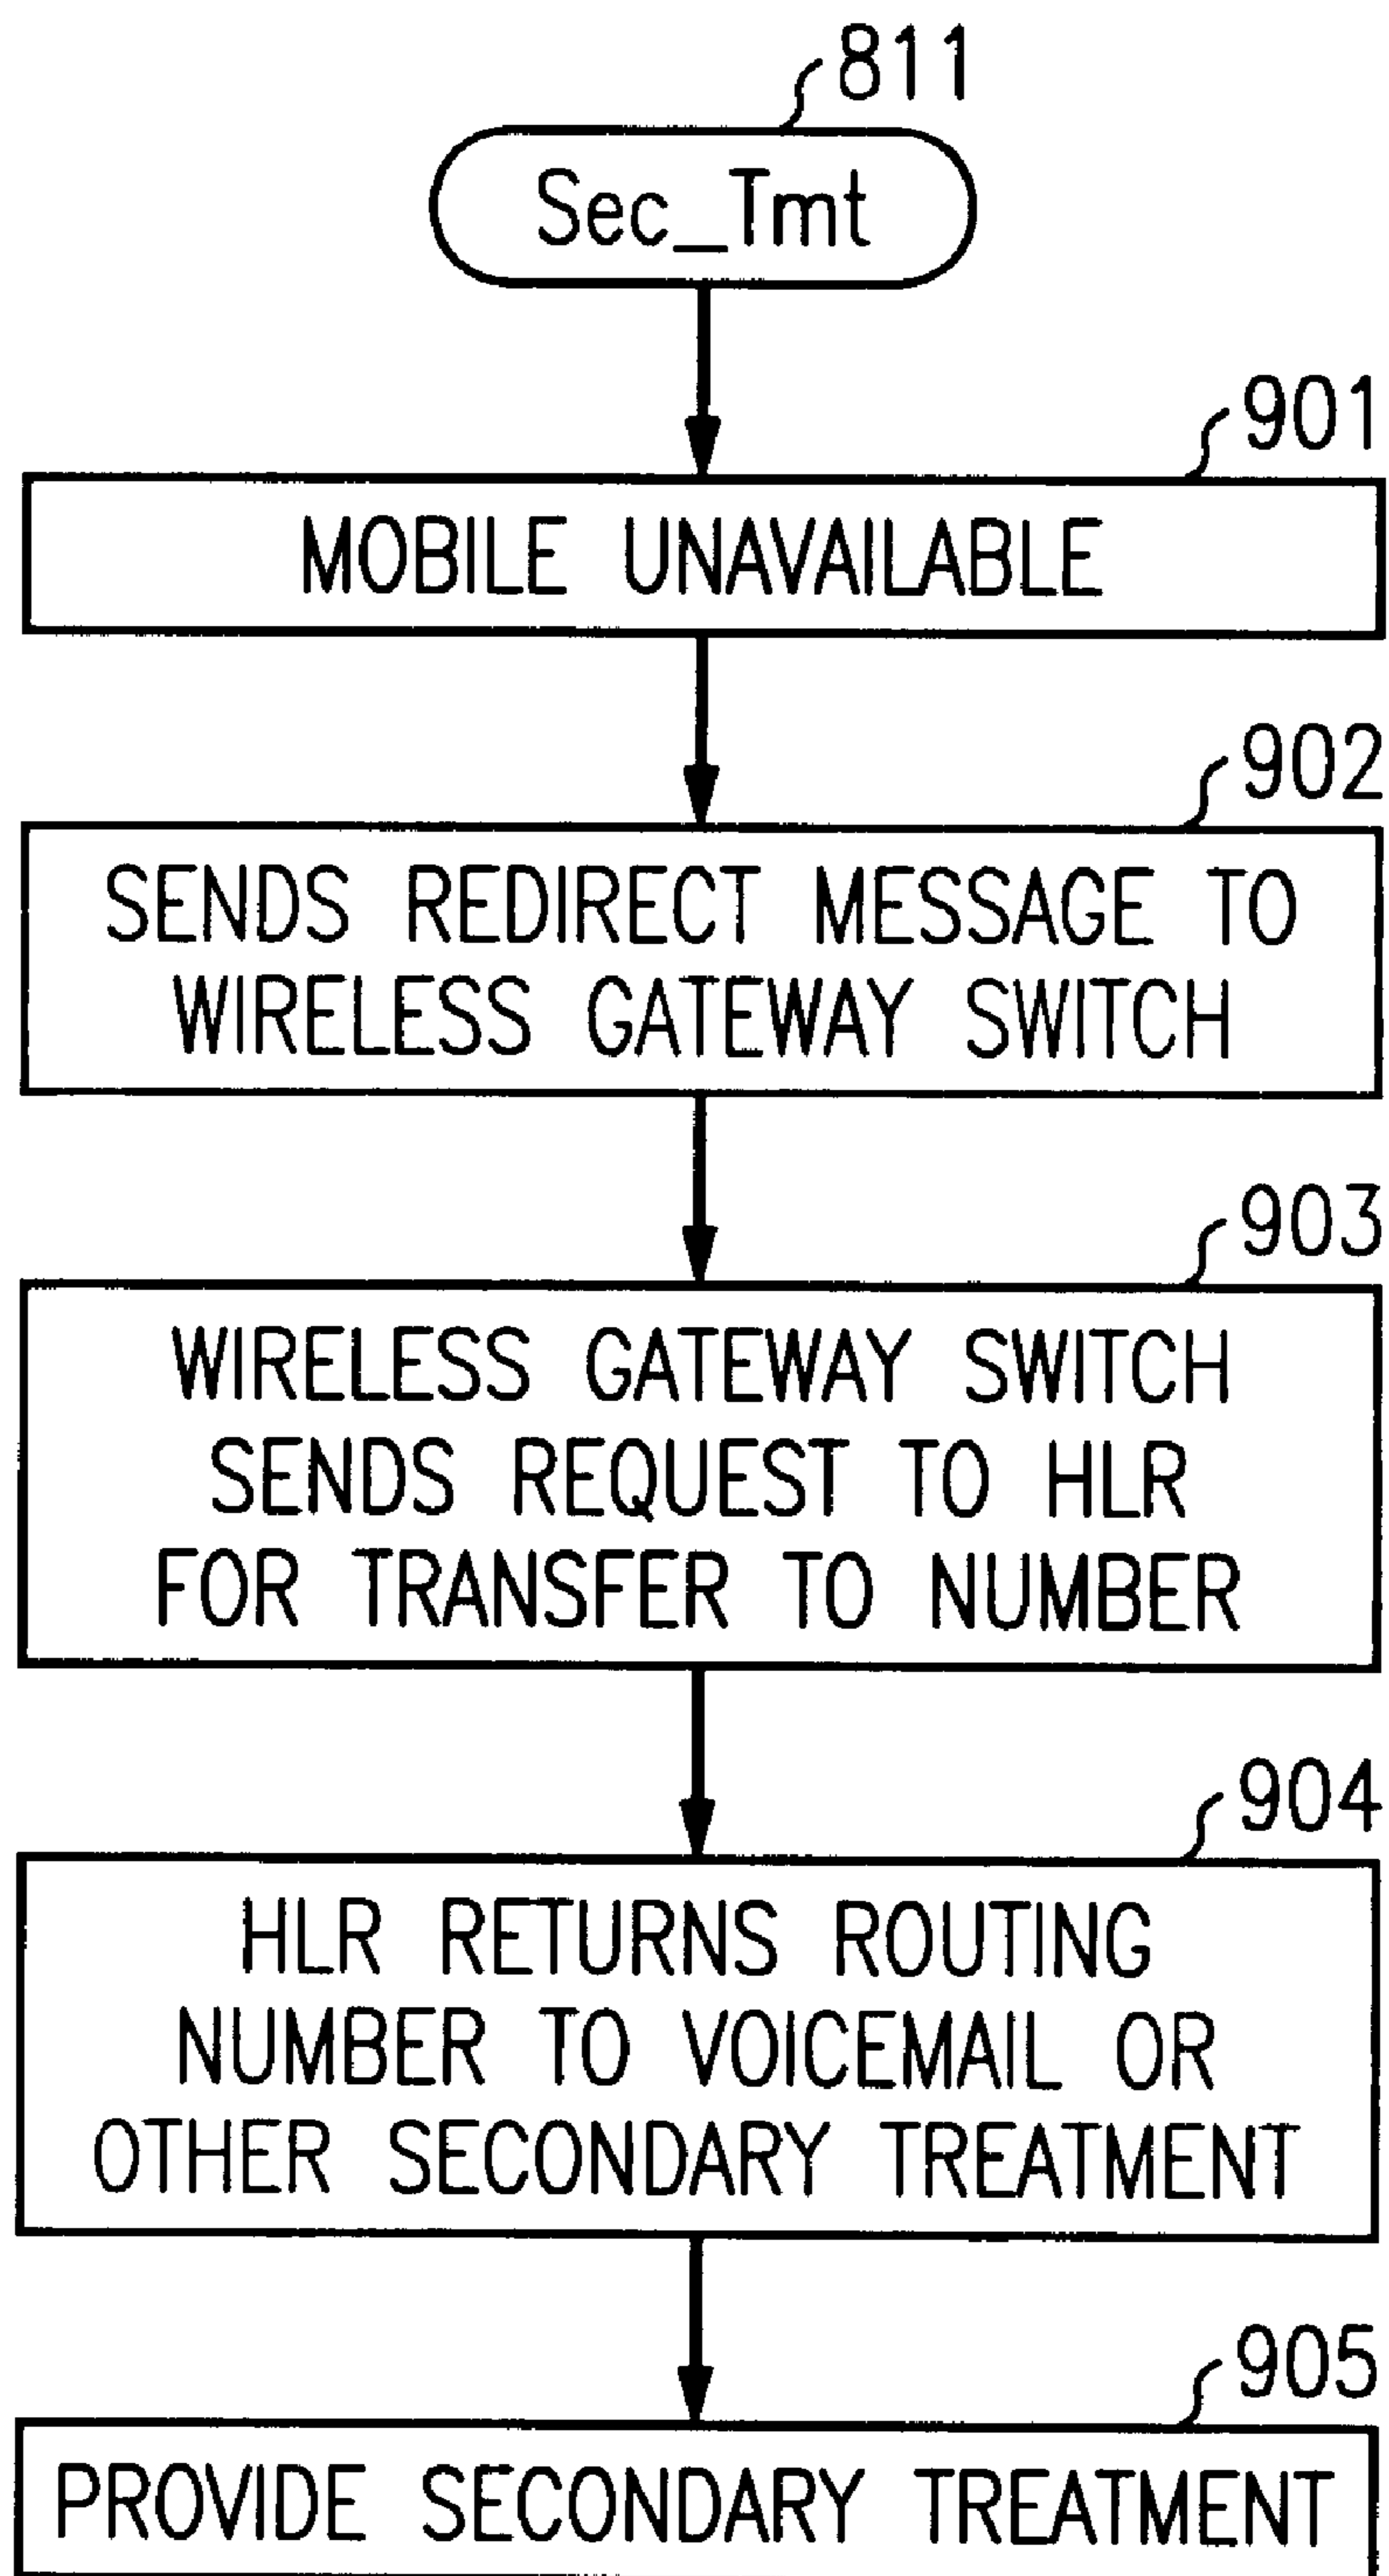 811
Sec_Tmt
901
MOBILE UNAVAILABLE
902
SENDS REDIRECT MESSAGE TO
WIRELESS GATEWAY SWITCH
903
WIRELESS GATEWAY SWITCH
SENDS REQUEST TO HLR
FOR TRANSFER TO NUMBER
904
HLR RETURNS ROUTING
NUMBER TO VOICEMAIL OR
OTHER SECONDARY TREATMENT
905
PROVIDE SECONDARY TREATMENT